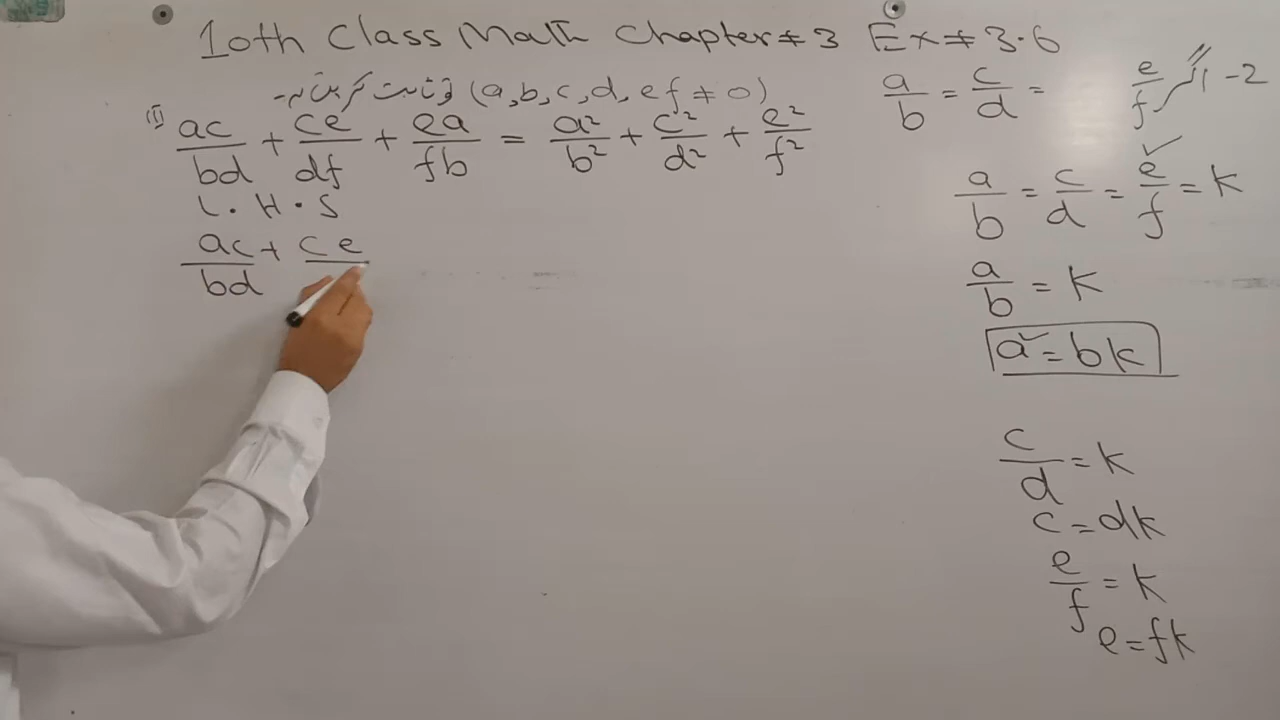 10th Class Math Chapter # 3 Ex # 3.6
2- اگر a/b = c/d = e/f
تو ثابت کریں کہ (a, b, c, d, e f ≠ 0)
(i) ac/bd + ce/df + ea/fb = a²/b² + c²/d² + e²/f²
L.H.S
ac/bd + ce
a/b = c/d = e/f = k
a/b = k
a = bk
c/d = k
c = dk
e/f = k
e = fk